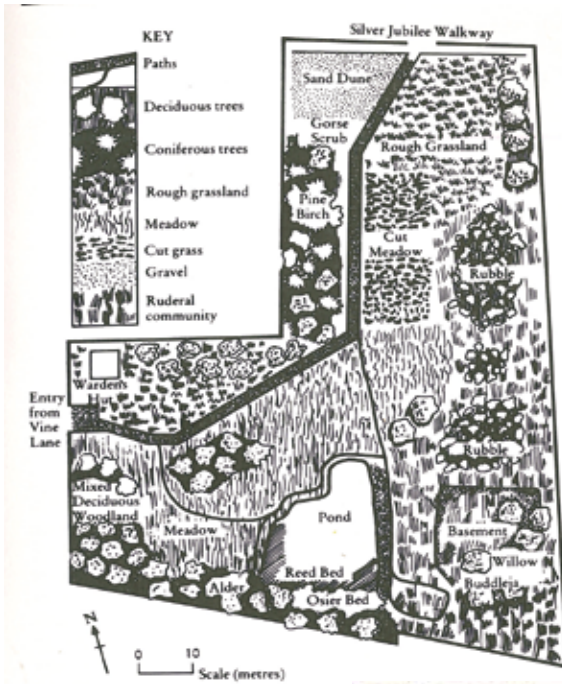 Silver Jubilee Walkway
KEY
Paths
Deciduous trees
Coniferous trees
Rough grassland
Meadow
Cut grass
Gravel
Ruderal
community
Sand Dune
Gorse
Scrub
Rough Grassland
Pine
Birch
Cut
Meadow
Rubble
Warden's
Hut
Entry
from
Vine
Lane
Rubble
Mixed
Deciduous
Woodland
Meadow
Pond
Basement
Willow
Reed Bed
Buddleja
Alder
Osier Bed
N
0 10
Scale (metres)